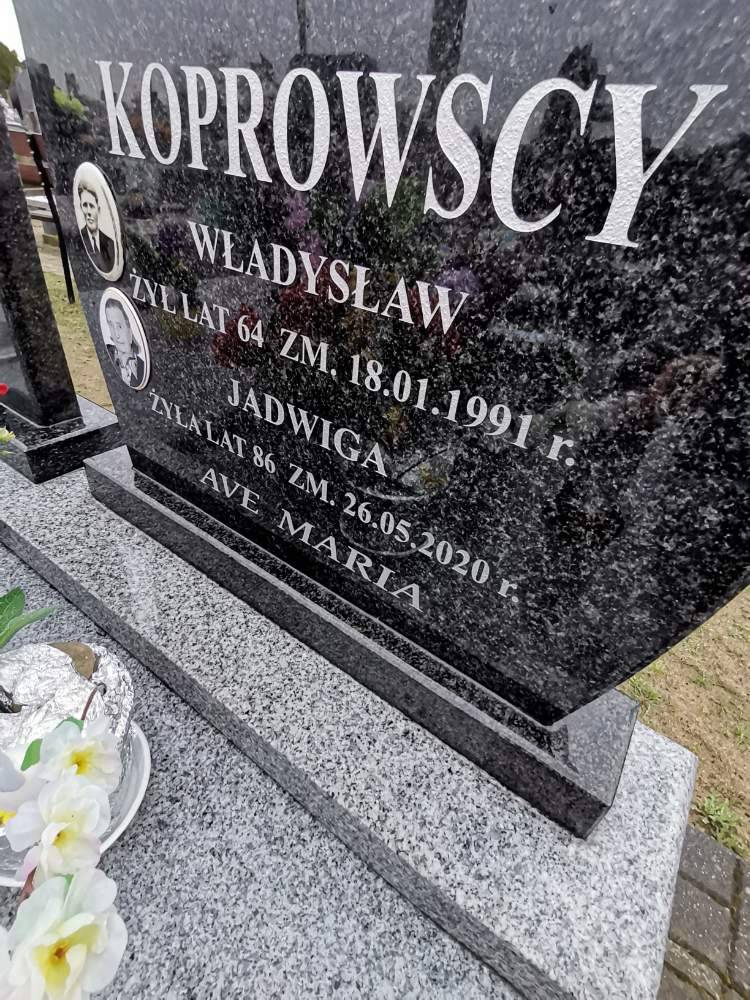 KOPROWSCY
WŁADYSŁAW
ŻYŁ LAT 64 ZM. 18.01.1991 r.
JADWIGA
ŻYŁA LAT 86 ZM. 26.05.2020 r.
AVE MARIA